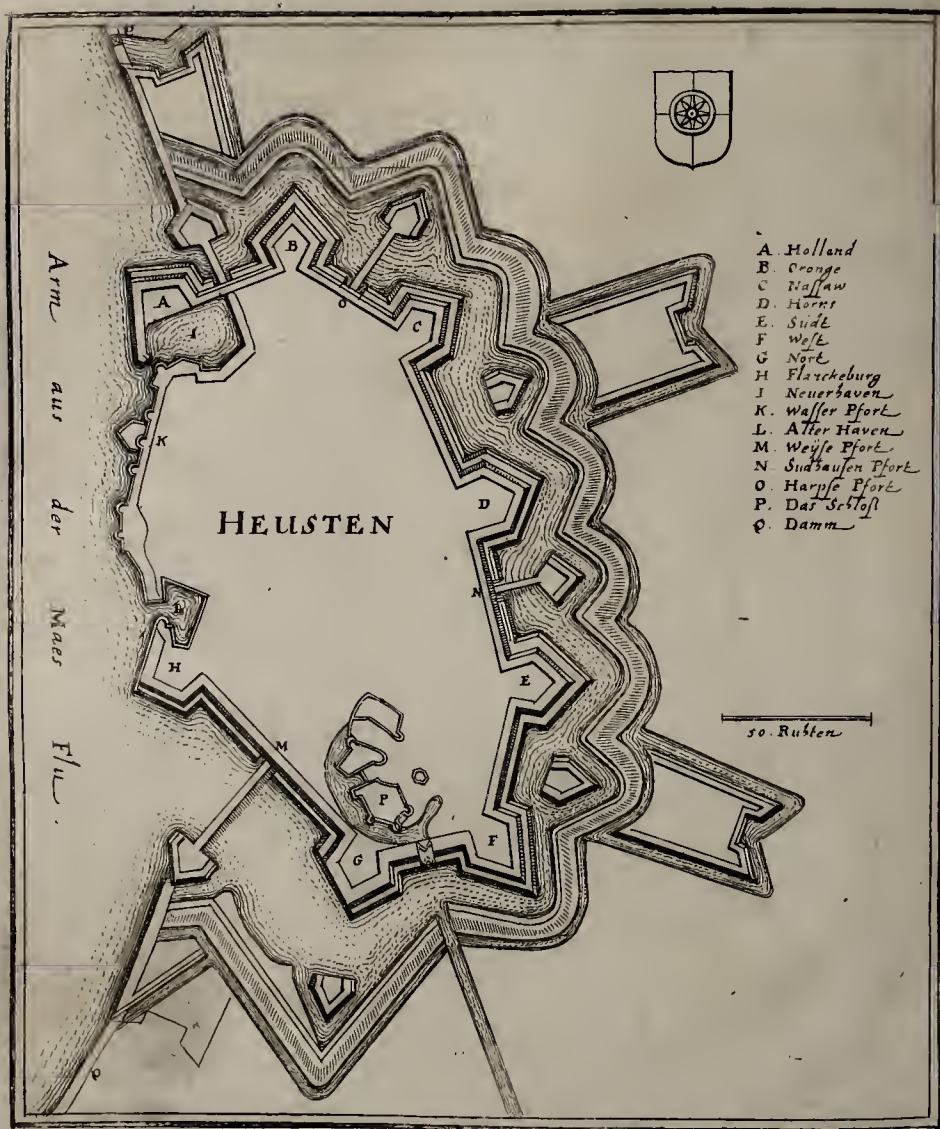 HEUSTEN
Arm aus der Maes Flu.
A. Holland
B. Oronge
C Nassaw
D. Horns
E. Sudt
F West
G Nort
H Flanckeburg
I Neuerhaven
K. Wasser Pfort
L. Alter Haven
M. Weyse Pfort
N. Sudhausen Pfort
O. Harpse Pfort
P. Das Schloss
Q. Damm
50. Ruhten
A
B
O
C
I
K
D
N
L
H
E
M
P
G
F
Q